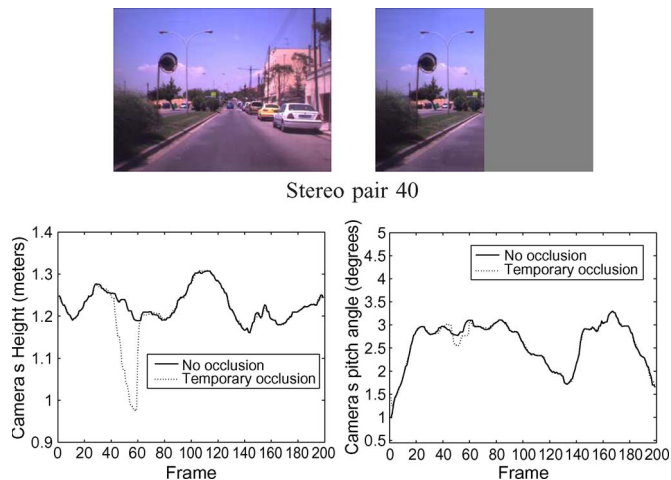 Stereo pair 40
Camera s Height (meters)
1.4
1.3
1.2
1.1
1
0.9
No occlusion
Temporary occlusion
0 20 40 60 80 100 120 140 160 180 200
Frame
Camera s pitch angle (degrees)
5
4.5
4
3.5
3
2.5
2
1.5
1
0.5
No occlusion
Temporary occlusion
0 20 40 60 80 100 120 140 160 180 200
Frame